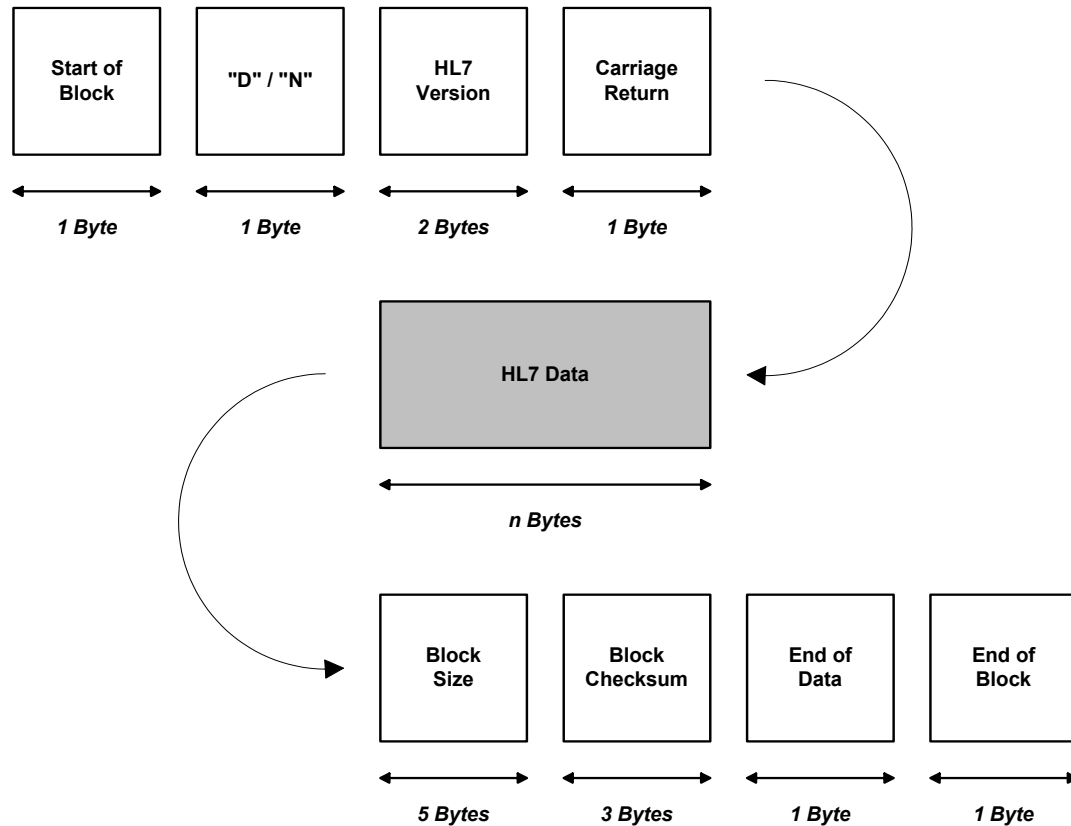 Start of
Block
"D" / "N"
HL7
Version
Carriage
Return
1 Byte
1 Byte
2 Bytes
1 Byte
HL7 Data
n Bytes
Block
Size
Block
Checksum
End of
Data
End of
Block
5 Bytes
3 Bytes
1 Byte
1 Byte